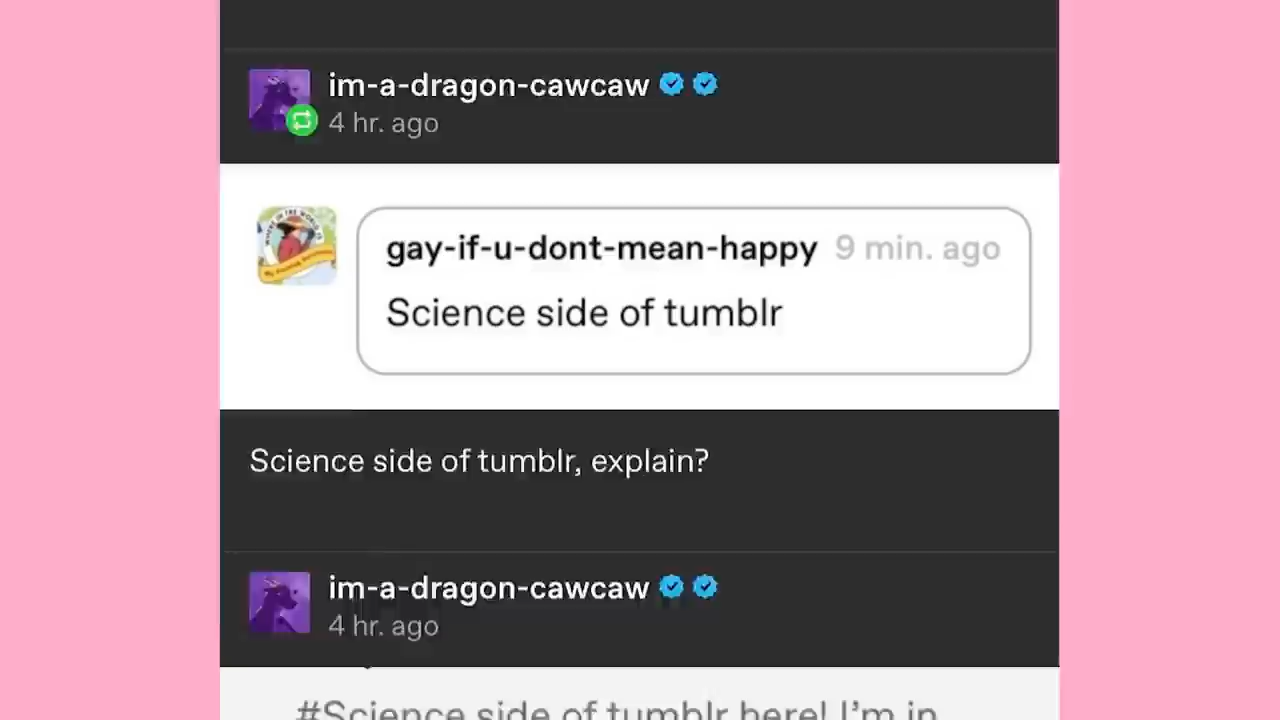 im-a-dragon-cawcaw
4 hr. ago
gay-if-u-dont-mean-happy 9 min. ago
Science side of tumblr
Science side of tumblr, explain?
im-a-dragon-cawcaw
4 hr. ago
#Science side of tumblr here! I'm in